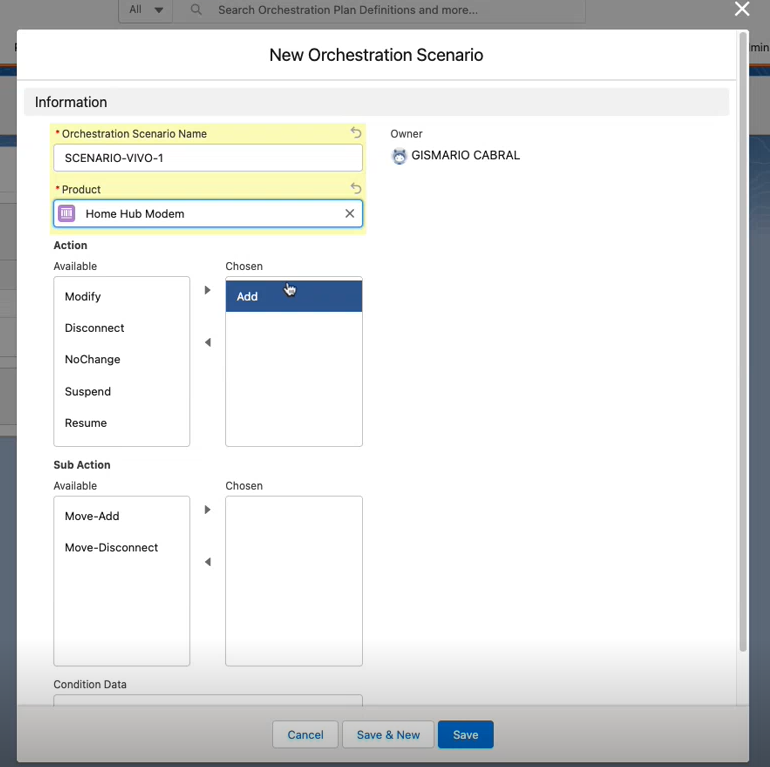 All
Search Orchestration Plan Definitions and more...
min
New Orchestration Scenario
Information
* Orchestration Scenario Name
SCENARIO-VIVO-1
Owner
GISMARIO CABRAL
* Product
Home Hub Modem
Action
Available
Chosen
Modify
Disconnect
NoChange
Suspend
Resume
Add
Sub Action
Available
Chosen
Move-Add
Move-Disconnect
Condition Data
Cancel
Save & New
Save